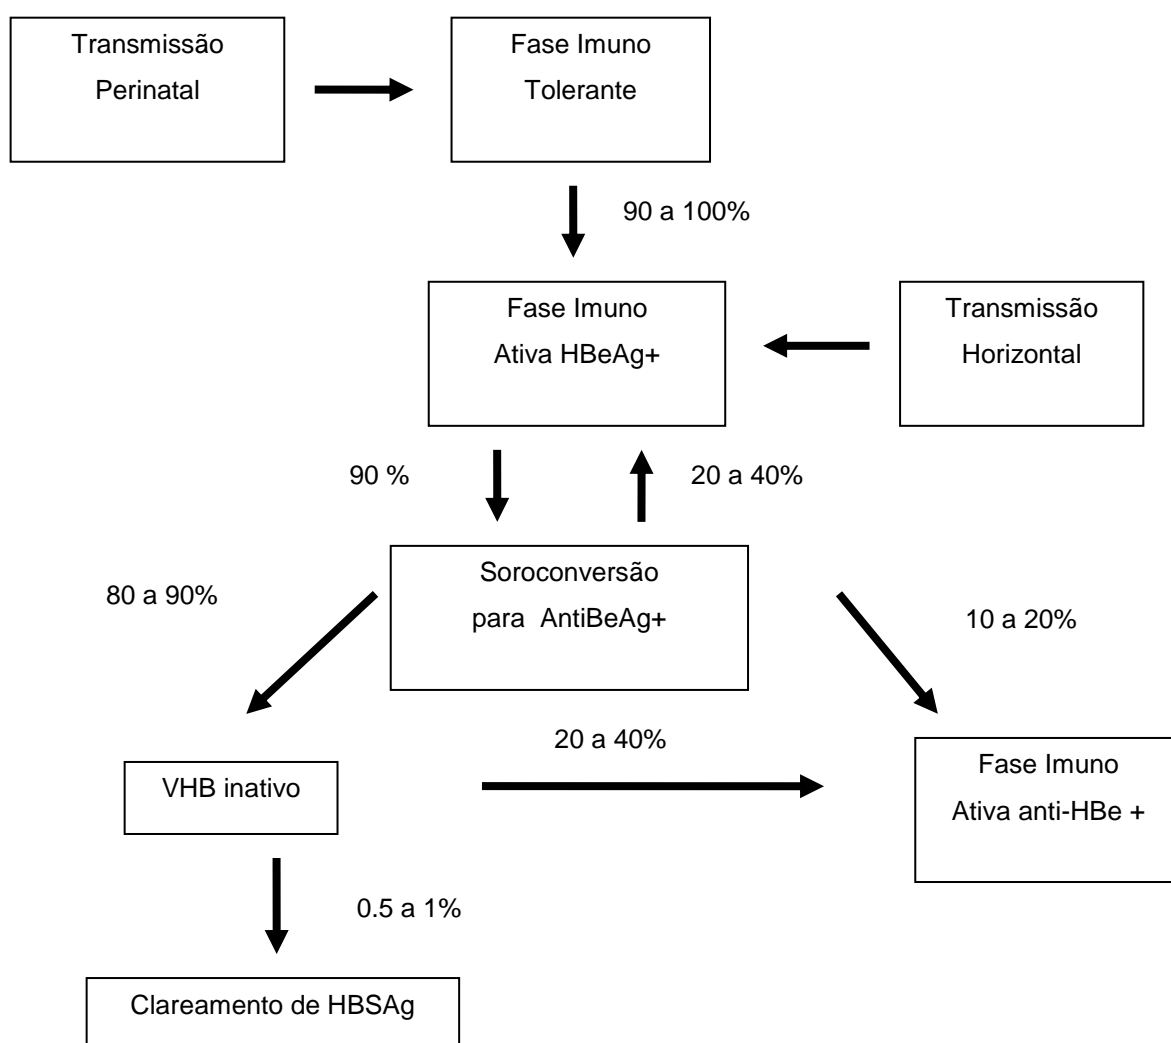 Transmissão
Perinatal
Fase Imuno
Tolerante
90 a 100%
Fase Imuno
Ativa HBeAg+
Transmissão
Horizontal
90 %
20 a 40%
Soroconversão
para AntiBeAg+
80 a 90%
10 a 20%
20 a 40%
VHB inativo
Fase Imuno
Ativa anti-HBe +
0.5 a 1%
Clareamento de HBSAg